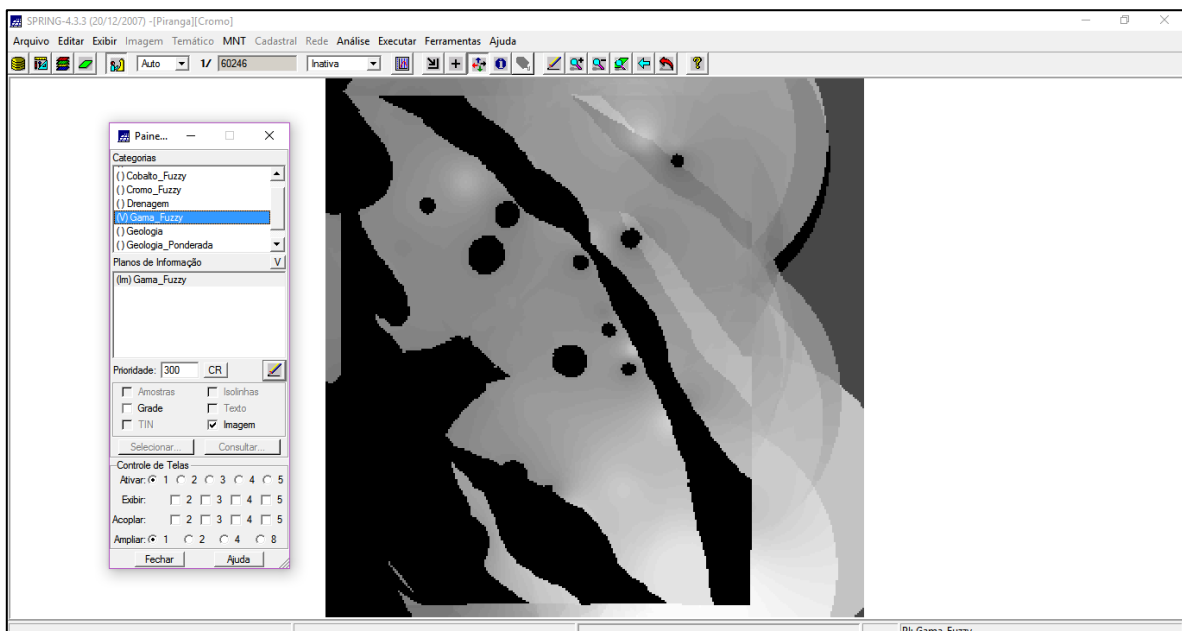 SPRING-4.3.3 (20/12/2007) -[Piranga][Cromo]
Arquivo Editar Exibir Imagem Temático MNT Cadastral Rede Análise Executar Ferramentas Ajuda
Auto 1/ 60246 Inativa
Paine...
Categorias
() Cobalto_Fuzzy
() Cromo_Fuzzy
() Drenagem
(V) Gama_Fuzzy
() Geologia
() Geologia_Ponderada
Planos de Informação V
(Im) Gama_Fuzzy
Prioridade: 300 CR
Amostras Isolinhas
Grade Texto
TIN Imagem
Selecionar... Consultar...
Controle de Telas
Ativar: 1 2 3 4 5
Exibir: 2 3 4 5
Acoplar: 2 3 4 5
Ampliar: 1 2 4 8
Fechar Ajuda
PI: Gama_Fuzzy